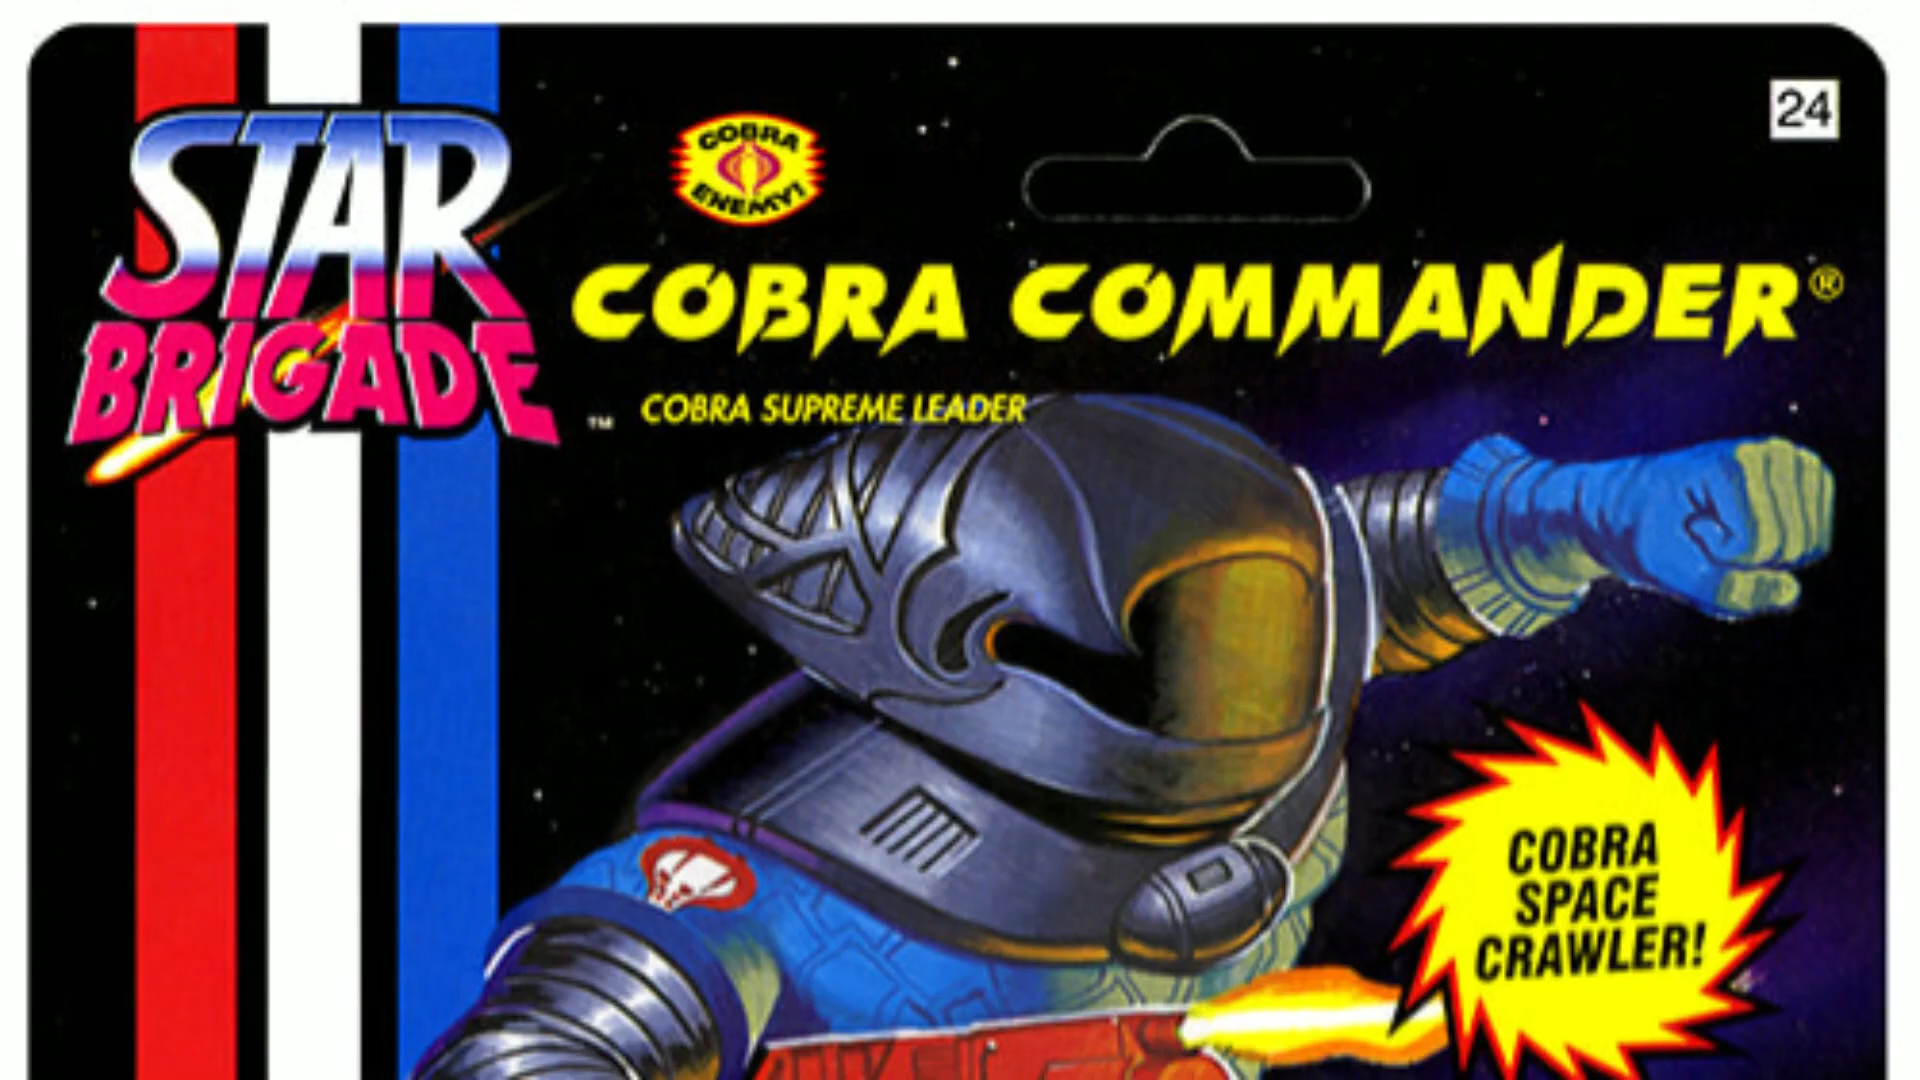 24
STAR
BRIGADE
™
COBRA
ENEMY!
COBRA COMMANDER®
COBRA SUPREME LEADER
COBRA
SPACE
CRAWLER!